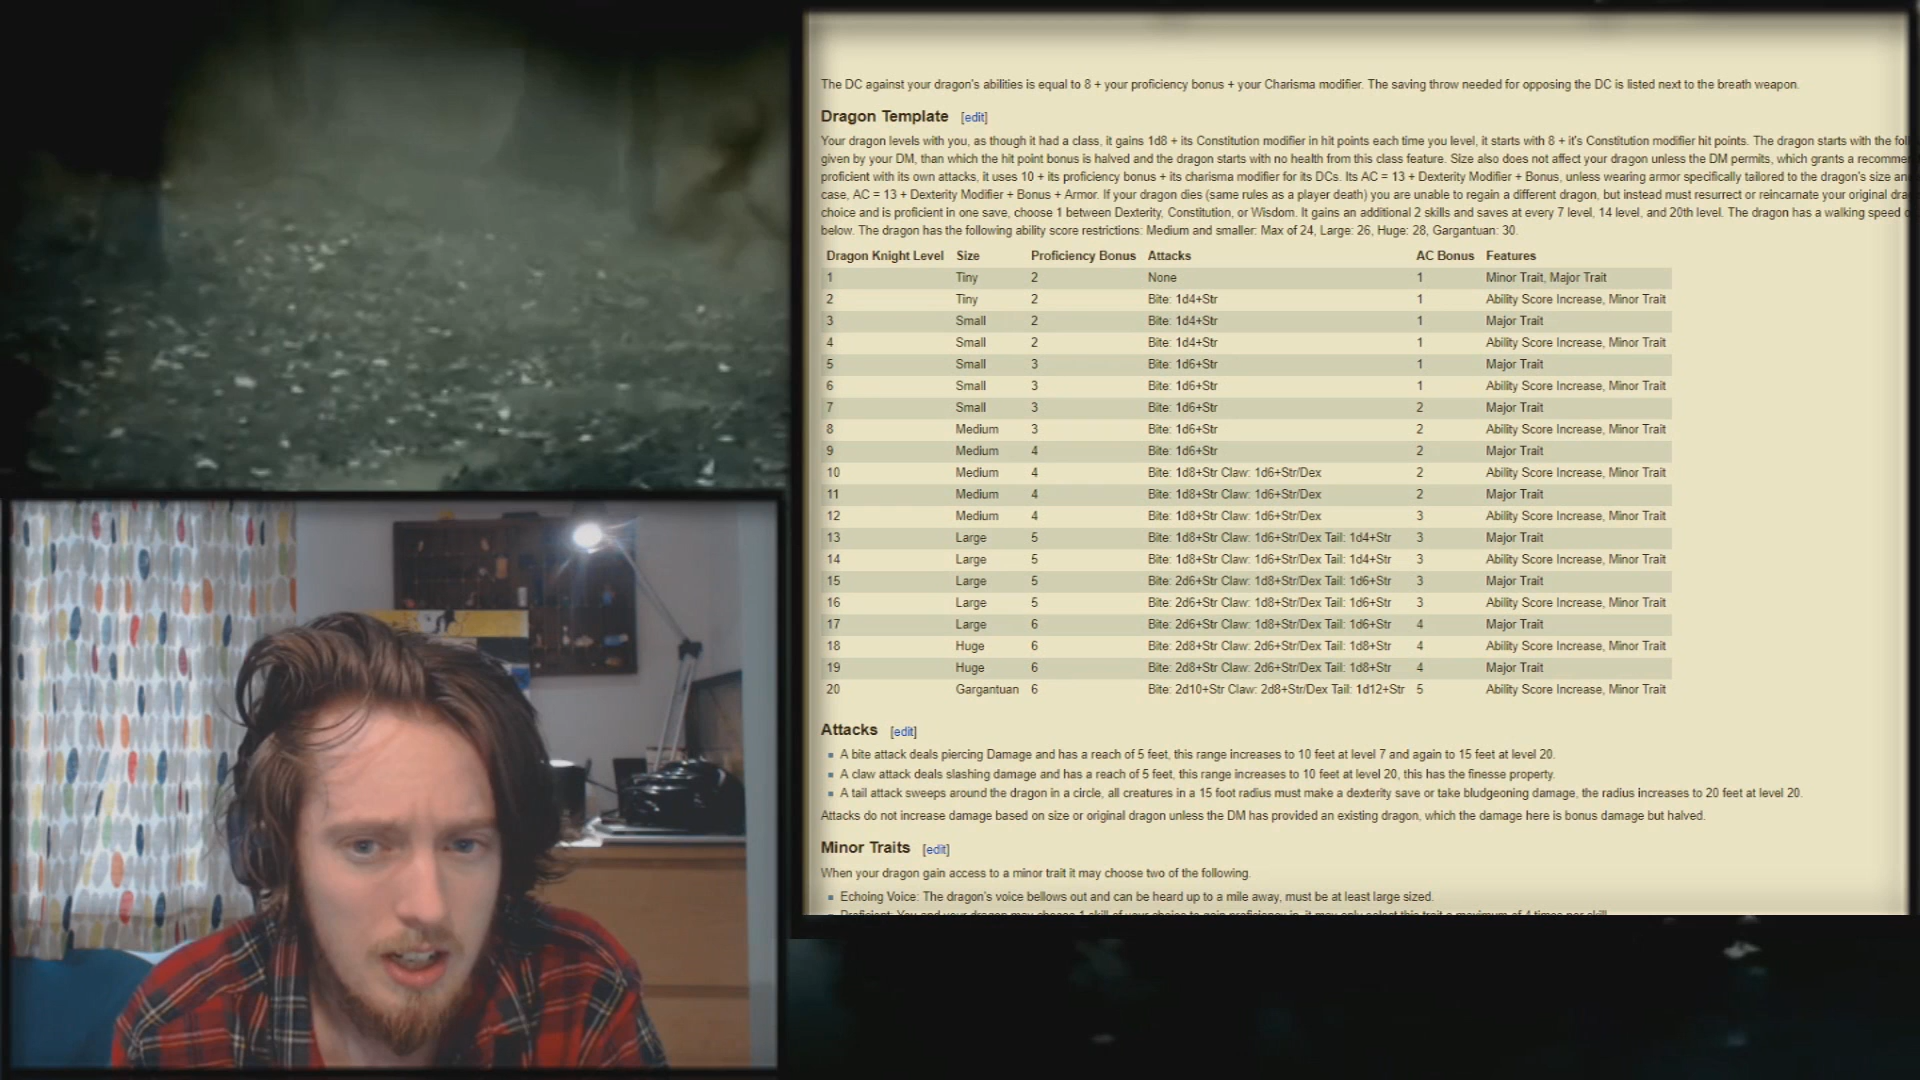 The DC against your dragon's abilities is equal to 8 + your proficiency bonus + your Charisma modifier. The saving throw needed for opposing the DC is listed next to the breath weapon.
Dragon Template [edit]
Your dragon levels with you, as though it had a class, it gains 1d8 + its Constitution modifier in hit points each time you level, it starts with 8 + it's Constitution modifier hit points. The dragon starts with the
given by your DM, than which the hit point bonus is halved and the dragon starts with no health from this class feature. Size also does not affect your dragon unless the DM permits, which grants a
proficient with its own attacks, it uses 10 + its proficiency bonus + its charisma modifier for its DCs. Its AC = 13 + Dexterity Modifier + Bonus, unless wearing armor specifically tailored to the dragon's size
case, AC = 13 + Dexterity Modifier + Bonus + Armor. If your dragon dies (same rules as a player death) you are unable to regain a different dragon, but instead must resurrect or reincarnate your original
choice and is proficient in one save, choose 1 between Dexterity, Constitution, or Wisdom. It gains an additional 2 skills and saves at every 7 level, 14 level, and 20th level. The dragon has a walking speed
below. The dragon has the following ability score restrictions: Medium and smaller: Max of 24, Large: 26, Huge: 28, Gargantuan: 30.
Dragon Knight Level Size Proficiency Bonus Attacks AC Bonus Features
1 Tiny 2 None 1 Minor Trait, Major Trait
2 Tiny 2 Bite: 1d4+Str 1 Ability Score Increase, Minor Trait
3 Small 2 Bite: 1d4+Str 1 Major Trait
4 Small 2 Bite: 1d4+Str 1 Ability Score Increase, Minor Trait
5 Small 3 Bite: 1d6+Str 1 Major Trait
6 Small 3 Bite: 1d6+Str 1 Ability Score Increase, Minor Trait
7 Small 3 Bite: 1d6+Str 2 Major Trait
8 Medium 3 Bite: 1d6+Str 2 Ability Score Increase, Minor Trait
9 Medium 4 Bite: 1d6+Str 2 Major Trait
10 Medium 4 Bite: 1d8+Str Claw: 1d6+Str/Dex 2 Ability Score Increase, Minor Trait
11 Medium 4 Bite: 1d8+Str Claw: 1d6+Str/Dex 2 Major Trait
12 Medium 4 Bite: 1d8+Str Claw: 1d6+Str/Dex 3 Ability Score Increase, Minor Trait
13 Large 5 Bite: 1d8+Str Claw: 1d6+Str/Dex Tail: 1d4+Str 3 Major Trait
14 Large 5 Bite: 1d8+Str Claw: 1d6+Str/Dex Tail: 1d4+Str 3 Ability Score Increase, Minor Trait
15 Large 5 Bite: 2d6+Str Claw: 1d8+Str/Dex Tail: 1d6+Str 3 Major Trait
16 Large 5 Bite: 2d6+Str Claw: 1d8+Str/Dex Tail: 1d6+Str 3 Ability Score Increase, Minor Trait
17 Large 6 Bite: 2d6+Str Claw: 1d8+Str/Dex Tail: 1d6+Str 4 Major Trait
18 Huge 6 Bite: 2d8+Str Claw: 2d6+Str/Dex Tail: 1d8+Str 4 Ability Score Increase, Minor Trait
19 Huge 6 Bite: 2d8+Str Claw: 2d6+Str/Dex Tail: 1d8+Str 4 Major Trait
20 Gargantuan 6 Bite: 2d10+Str Claw: 2d8+Str/Dex Tail: 1d12+Str 5 Ability Score Increase, Minor Trait
Attacks [edit]
A bite attack deals piercing Damage and has a reach of 5 feet, this range increases to 10 feet at level 7 and again to 15 feet at level 20.
A claw attack deals slashing damage and has a reach of 5 feet, this range increases to 10 feet at level 20, this has the finesse property.
A tail attack sweeps around the dragon in a circle, all creatures in a 15 foot radius must make a dexterity save or take bludgeoning damage, the radius increases to 20 feet at level 20.
Attacks do not increase damage based on size or original dragon unless the DM has provided an existing dragon, which the damage here is bonus damage but halved.
Minor Traits [edit]
When your dragon gain access to a minor trait it may choose two of the following.
Echoing Voice: The dragon's voice bellows out and can be heard up to a mile away, must be at least large sized.
Proficient: You and your dragon may choose 1 skill of your choice to gain proficiency in, it may only select this trait a maximum of 4 times per skill